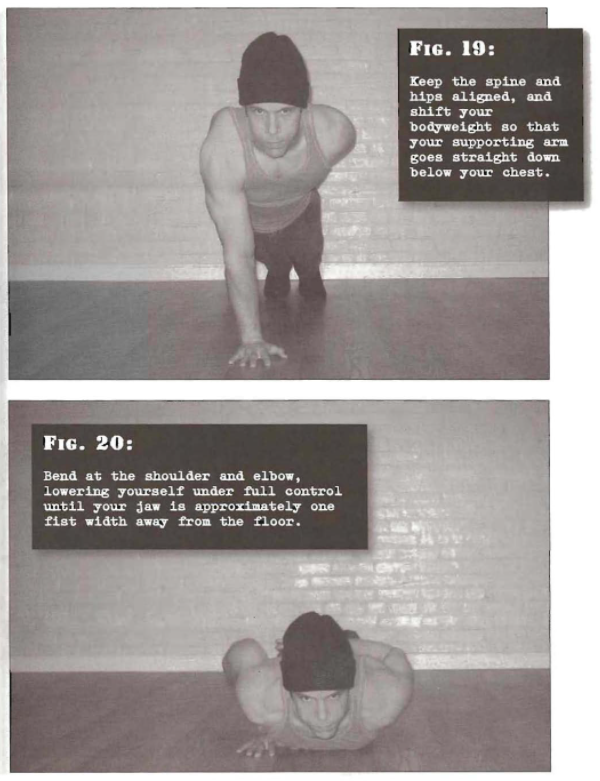 FIG. 19:
Keep the spine and
hips aligned, and
shift your
bodyweight so that
your supporting arm
goes straight down
below your chest.
FIG. 20:
Bend at the shoulder and elbow,
lowering yourself under full control
until your jaw is approximately one
fist width away from the floor.